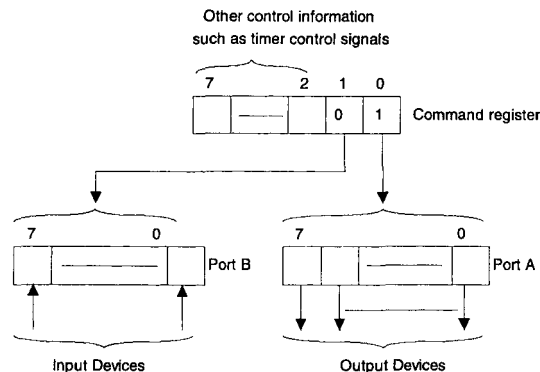 Other control information
such as timer control signals
7 2 1 0
0 1 Command register
7 0
Port B
7 0
Port A
Input Devices
Output Devices